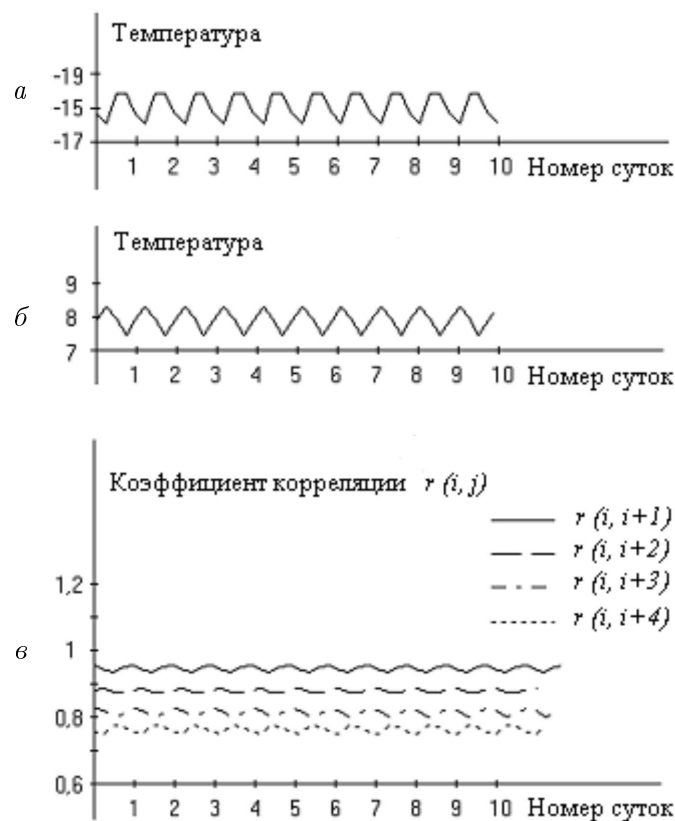 Температура
-19
а
-15
-17
1 2 3 4 5 6 7 8 9 10 Номер суток
Температура
9
б
8
7
1 2 3 4 5 6 7 8 9 10 Номер суток
Коэффициент корреляции r (i, j)
r (i, i+1)
r (i, i+2)
r (i, i+3)
r (i, i+4)
1,2
в
1
0,8
0,6
1 2 3 4 5 6 7 8 9 10 Номер суток